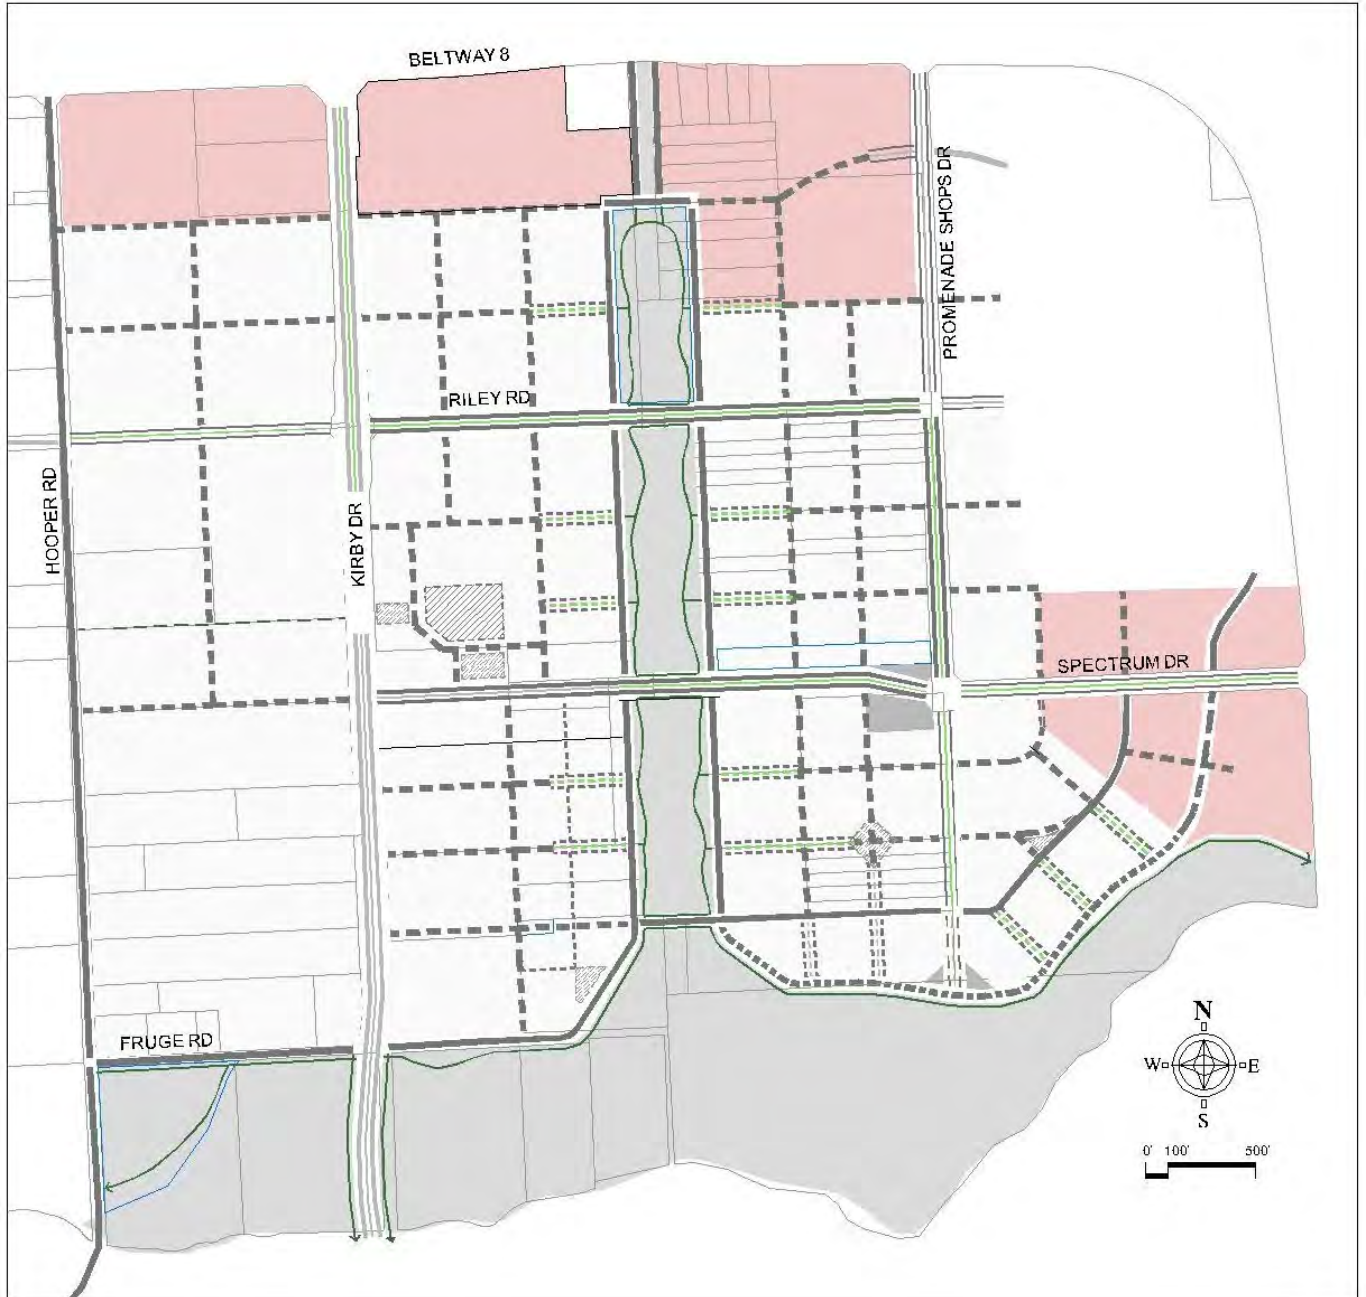 BELTWAY 8
PROMENADE SHOPS DR
RILEY RD
HOOPER RD
KIRBY DR
SPECTRUM DR
FRUGE RD
N
W E
S
0' 100' 500'